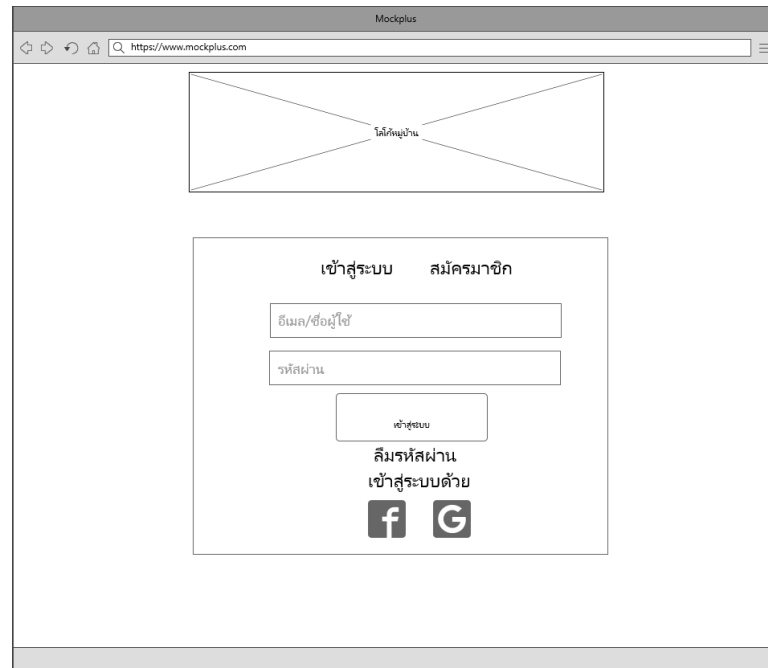 Mockplus
https://www.mockplus.com
โลโก้หมู่บ้าน
เข้าสู่ระบบ สมัครมาชิก
อีเมล/ชื่อผู้ใช้
รหัสผ่าน
เข้าสู่ระบบ
ลืมรหัสผ่าน
เข้าสู่ระบบด้วย
f G